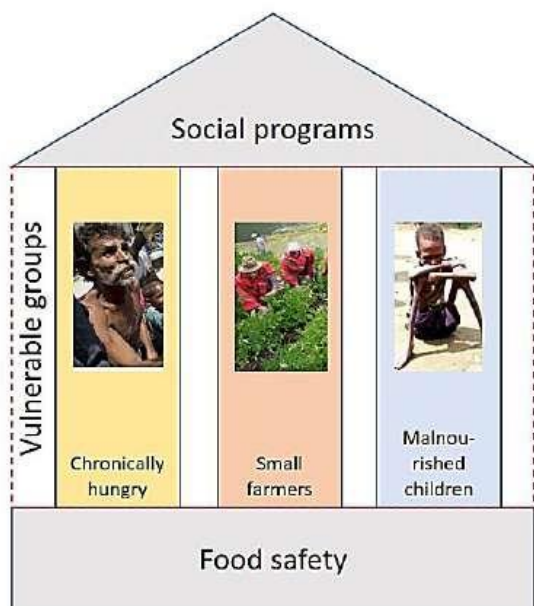 Social programs
Vulnerable groups
Chronically
hungry
Small
farmers
Malnou-
rished
children
Food safety